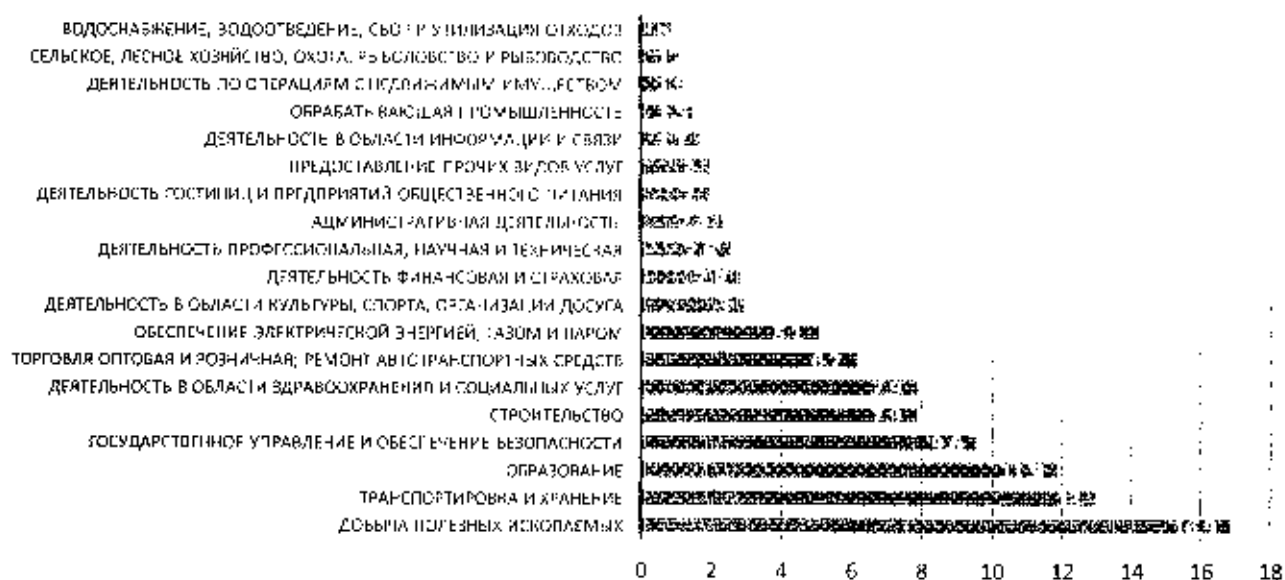 ВОДОСНАБЖЕНИЕ, ВОДООТВЕДЕНИЕ, СБОР И УТИЛИЗАЦИЯ ОТХОДОВ
СЕЛЬСКОЕ, ЛЕСНОЕ ХОЗЯЙСТВО, ОХОТА, РЫБОЛОВСТВО И РЫБОВОДСТВО
ДЕЯТЕЛЬНОСТЬ ПО ОПЕРАЦИЯМ С НЕДВИЖИМЫМ ИМУЩЕСТВОМ
ОБРАБАТЫВАЮЩАЯ ПРОМЫШЛЕННОСТЬ
ДЕЯТЕЛЬНОСТЬ В ОБЛАСТИ ИНФОРМАЦИИ И СВЯЗИ
ПРЕДОСТАВЛЕНИЕ ПРОЧИХ ВИДОВ УСЛУГ
ДЕЯТЕЛЬНОСТЬ ГОСТИНИЦ И ПРЕДПРИЯТИЙ ОБЩЕСТВЕННОГО ПИТАНИЯ
АДМИНИСТРАТИВНАЯ ДЕЯТЕЛЬНОСТЬ
ДЕЯТЕЛЬНОСТЬ ПРОФЕССИОНАЛЬНАЯ, НАУЧНАЯ И ТЕХНИЧЕСКАЯ
ДЕЯТЕЛЬНОСТЬ ФИНАНСОВАЯ И СТРАХОВАЯ
ДЕЯТЕЛЬНОСТЬ В ОБЛАСТИ КУЛЬТУРЫ, СПОРТА, ОРГАНИЗАЦИИ ДОСУГА
ОБЕСПЕЧЕНИЕ ЭЛЕКТРИЧЕСКОЙ ЭНЕРГИЕЙ, ГАЗОМ И ПАРОМ
ТОРГОВЛЯ ОПТОВАЯ И РОЗНИЧНАЯ; РЕМОНТ АВТОТРАНСПОРТНЫХ СРЕДСТВ
ДЕЯТЕЛЬНОСТЬ В ОБЛАСТИ ЗДРАВООХРАНЕНИЯ И СОЦИАЛЬНЫХ УСЛУГ
СТРОИТЕЛЬСТВО
ГОСУДАРСТВЕННОЕ УПРАВЛЕНИЕ И ОБЕСПЕЧЕНИЕ БЕЗОПАСНОСТИ
ОБРАЗОВАНИЕ
ТРАНСПОРТИРОВКА И ХРАНЕНИЕ
ДОБЫЧА ПОЛЕЗНЫХ ИСКОПАЕМЫХ
0 2 4 6 8 10 12 14 16 18